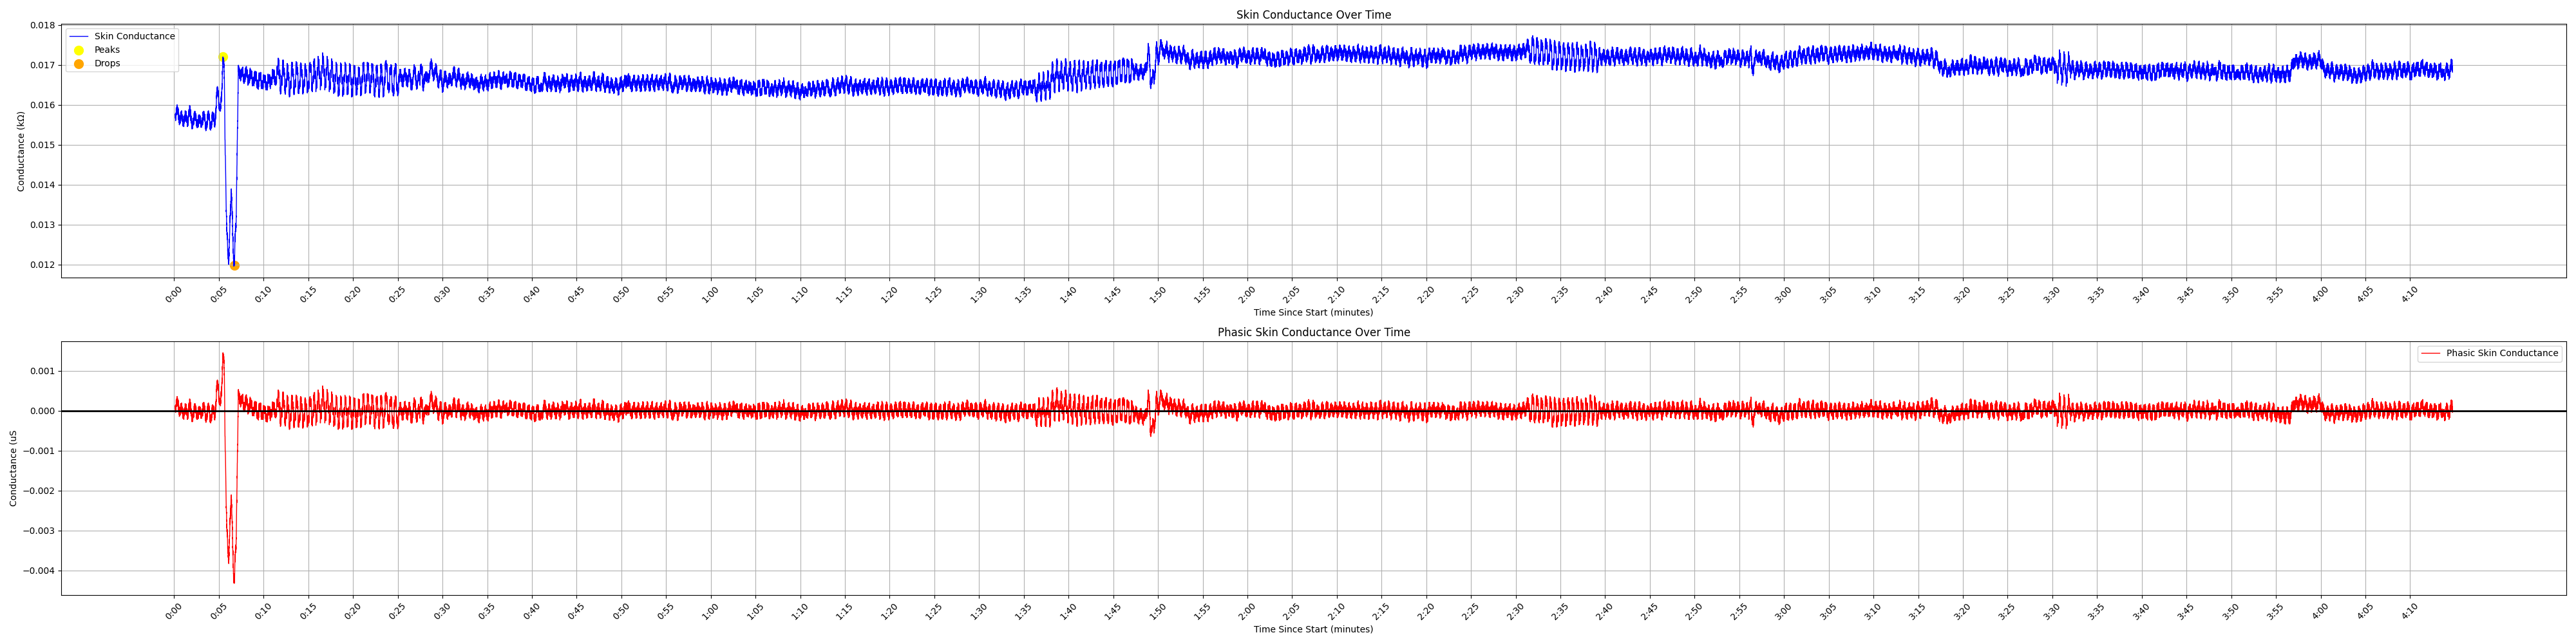 Skin Conductance Over Time
Skin Conductance
Peaks
Drops
Conductance (kΩ)
0.018
0.017
0.016
0.015
0.014
0.013
0.012
0:00 0:05 0:10 0:15 0:20 0:25 0:30 0:35 0:40 0:45 0:50 0:55 1:00 1:05 1:10 1:15 1:20 1:25 1:30 1:35 1:40 1:45 1:50 1:55 2:00 2:05 2:10 2:15 2:20 2:25 2:30 2:35 2:40 2:45 2:50 2:55 3:00 3:05 3:10 3:15 3:20 3:25 3:30 3:35 3:40 3:45 3:50 3:55 4:00 4:05 4:10
Time Since Start (minutes)
Phasic Skin Conductance Over Time
Phasic Skin Conductance
Conductance (uS
0.001
0.000
−0.001
−0.002
−0.003
−0.004
0:00 0:05 0:10 0:15 0:20 0:25 0:30 0:35 0:40 0:45 0:50 0:55 1:00 1:05 1:10 1:15 1:20 1:25 1:30 1:35 1:40 1:45 1:50 1:55 2:00 2:05 2:10 2:15 2:20 2:25 2:30 2:35 2:40 2:45 2:50 2:55 3:00 3:05 3:10 3:15 3:20 3:25 3:30 3:35 3:40 3:45 3:50 3:55 4:00 4:05 4:10
Time Since Start (minutes)